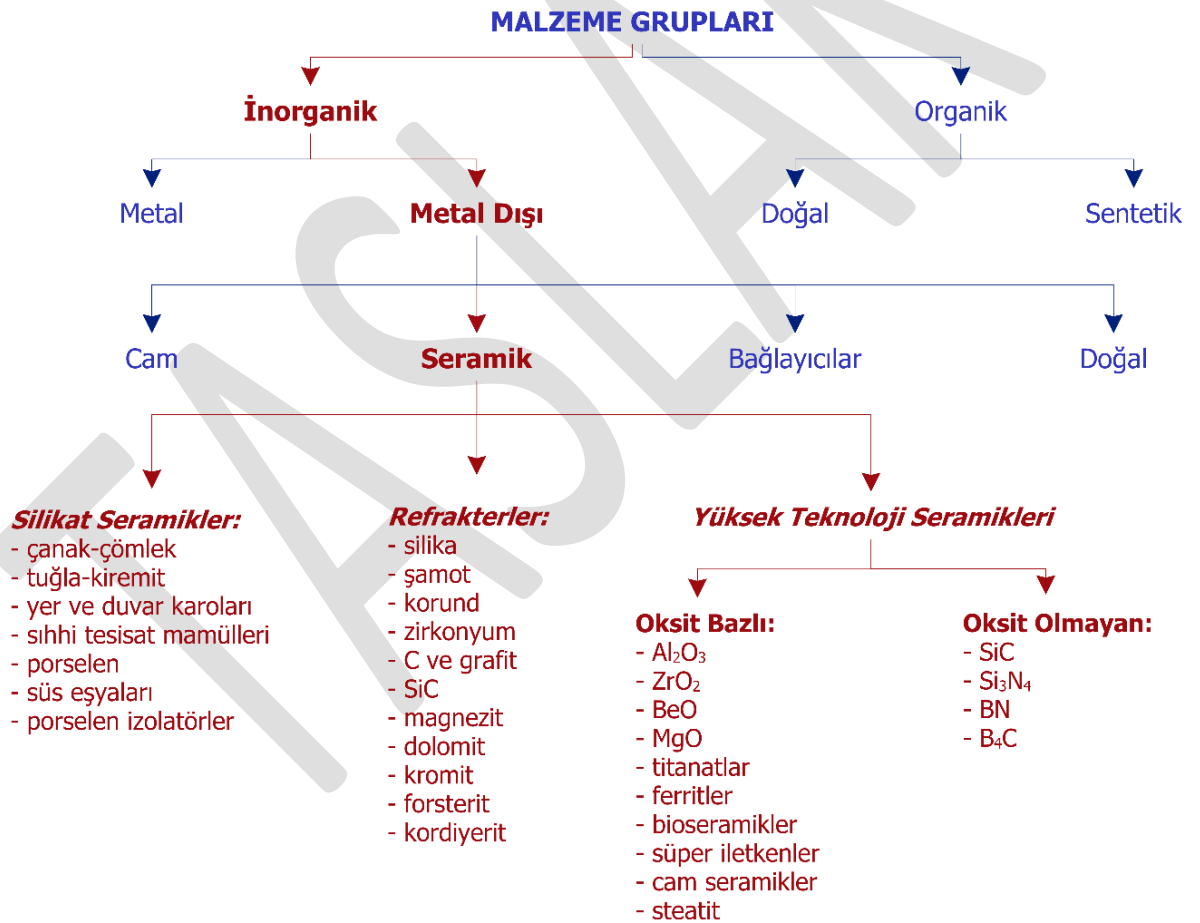 MALZEME GRUPLARI
İnorganik
Organik
Metal
Metal Dışı
Doğal
Sentetik
Cam
Seramik
Bağlayıcılar
Doğal
Silikat Seramikler:
- çanak-çömlek
- tuğla-kiremit
- yer ve duvar karoları
- sıhhi tesisat mamülleri
- porselen
- süs eşyaları
- porselen izolatörler
Refrakterler:
- silika
- şamot
- korund
- zirkonyum
- C ve grafit
- SiC
- magnezit
- dolomit
- kromit
- forsterit
- kordiyerit
Yüksek Teknoloji Seramikleri
Oksit Bazlı:
- Al₂O₃
- ZrO₂
- BeO
- MgO
- titanatlar
- ferritler
- bioseramikler
- süper iletkenler
- cam seramikler
- steatit
Oksit Olmayan:
- SiC
- Si₃N₄
- BN
- B₄C
TASLAK